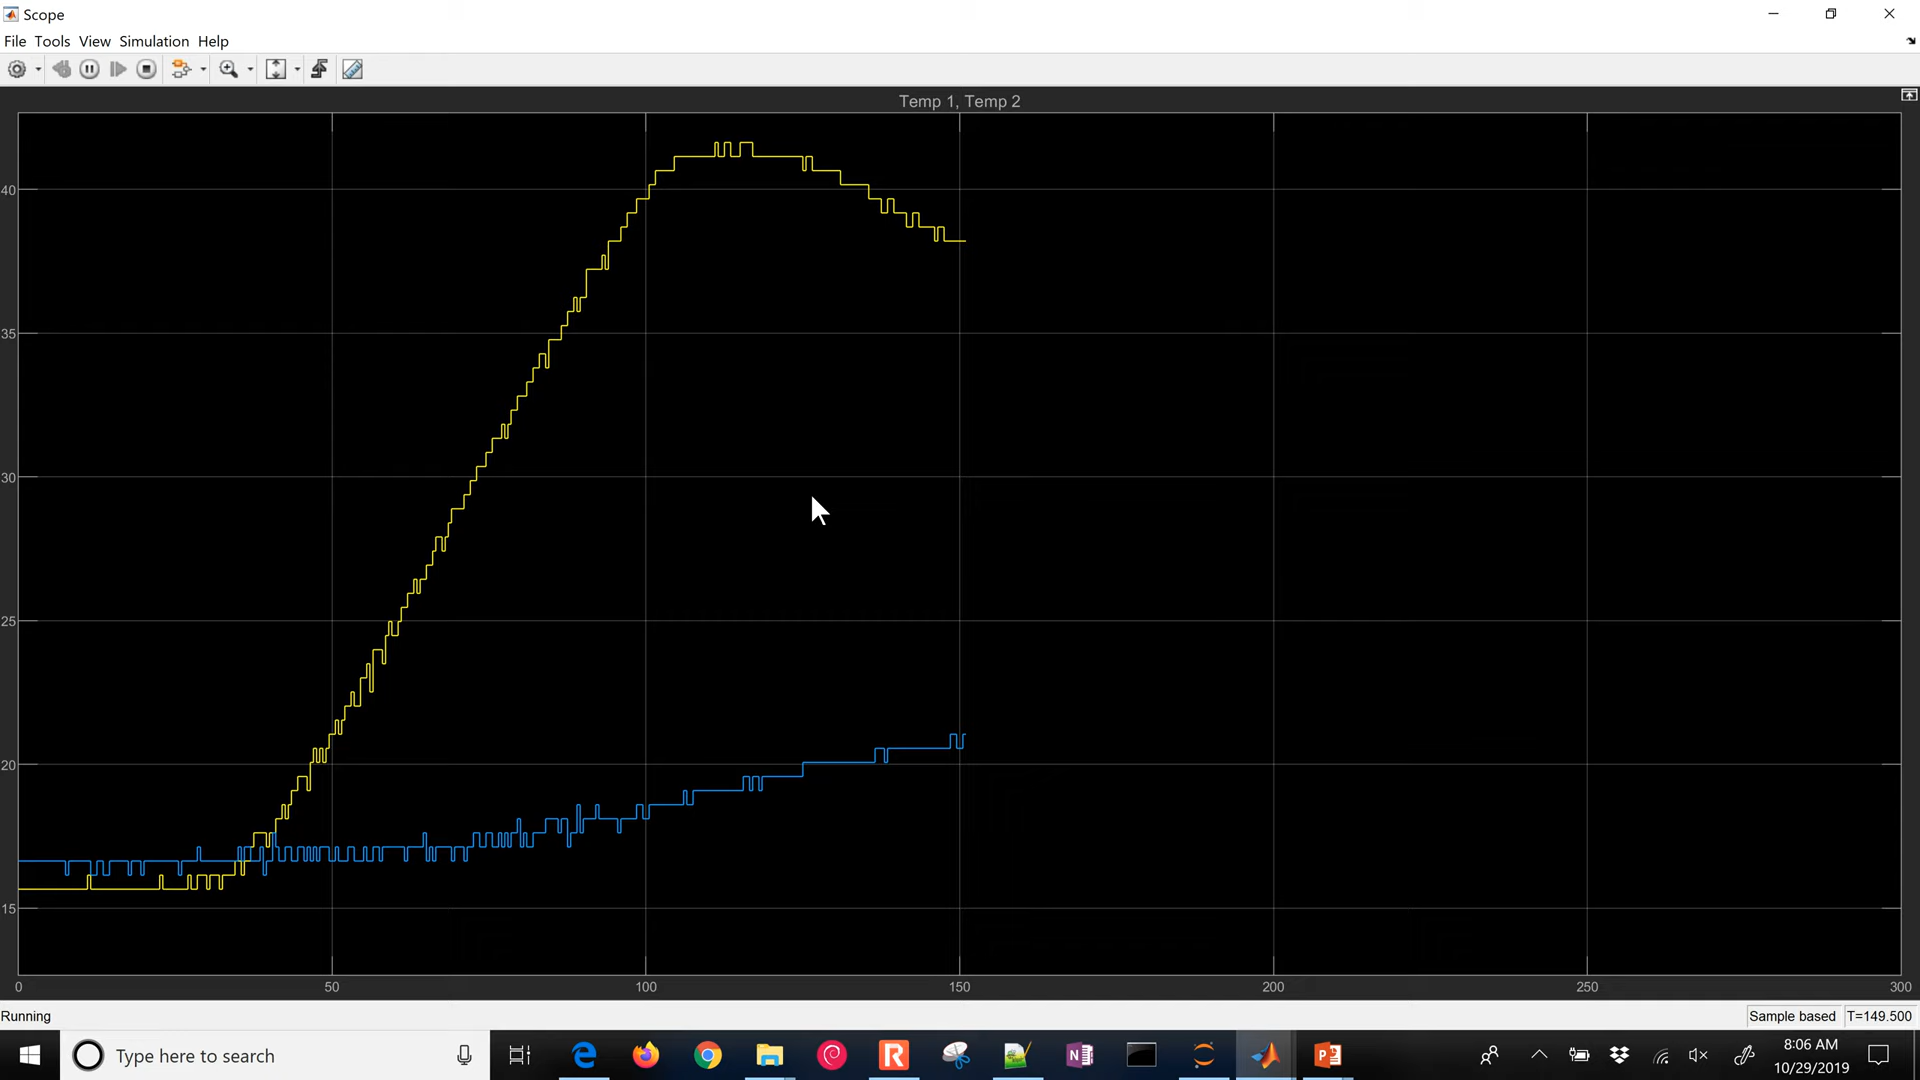 Scope
File Tools View Simulation Help
Temp 1, Temp 2
40
35
30
25
20
15
0 50 100 150 200 250 300
Running
Sample based T=149.500
Type here to search
8:06 AM
10/29/2019